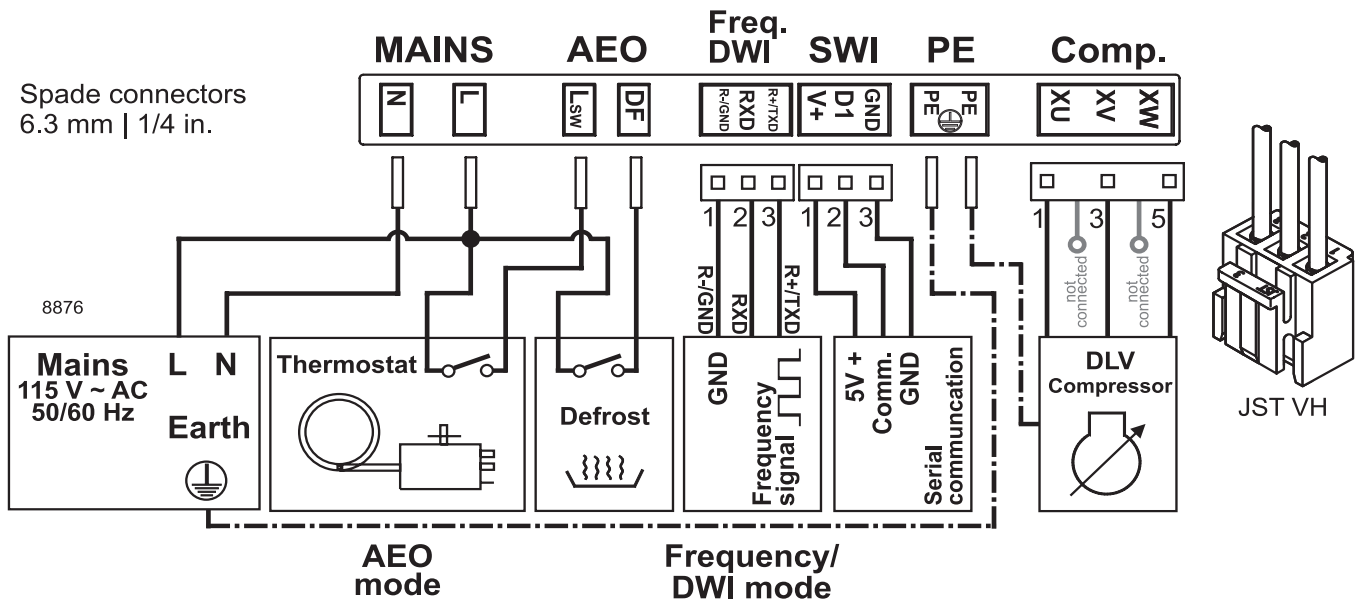 MAINS
AEO
Freq.
DWI
SWI
PE
Comp.
Spade connectors
6.3 mm | 1/4 in.
N
L
Lsw
DF
R-/GND
RXD
R+/TXD
V+
D1
GND
PE
PE
XU
XV
XW
1 2 3
1 2 3
1 3 5
not
connected
not
connected
R-/GND
RXD
R+/TXD
8876
Mains
115 V ~ AC
50/60 Hz
L N
Earth
Thermostat
Defrost
GND
Frequency
signal
5V +
Comm.
GND
Serial
communcation
DLV
Compressor
JST VH
AEO
mode
Frequency/
DWI mode